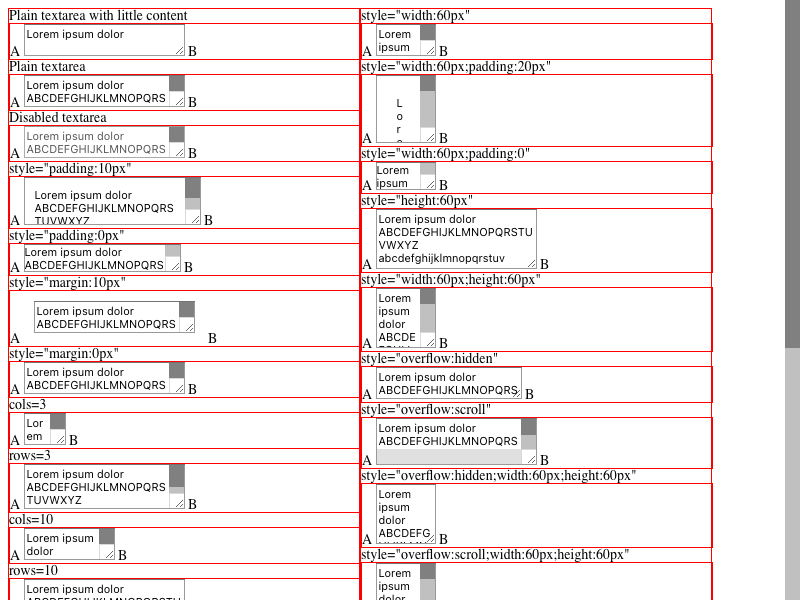 Plain textarea with little content
Lorem ipsum dolor
A B
Plain textarea
Lorem ipsum dolor
ABCDEFGHIJKLMNOPQRS
A B
Disabled textarea
Lorem ipsum dolor
ABCDEFGHIJKLMNOPQRS
A B
style="padding:10px"
Lorem ipsum dolor
ABCDEFGHIJKLMNOPQRS
TUVWXYZ
A B
style="padding:0px"
Lorem ipsum dolor
ABCDEFGHIJKLMNOPQRS
A B
style="margin:10px"
Lorem ipsum dolor
ABCDEFGHIJKLMNOPQRS
A B
style="margin:0px"
Lorem ipsum dolor
ABCDEFGHIJKLMNOPQRS
A B
cols=3
Lor
em
A B
rows=3
Lorem ipsum dolor
ABCDEFGHIJKLMNOPQRS
TUVWXYZ
A B
cols=10
Lorem ipsum
dolor
A B
rows=10
Lorem ipsum dolor
style="width:60px"
Lorem
ipsum
A B
style="width:60px;padding:20px"
L
o
r
A B
style="width:60px;padding:0"
Lorem
ipsum
A B
style="height:60px"
Lorem ipsum dolor
ABCDEFGHIJKLMNOPQRSTU
VWXYZ
abcdefghijklmnopqrstuv
A B
style="width:60px;height:60px"
Lorem
ipsum
dolor
ABCDE
A B
style="overflow:hidden"
Lorem ipsum dolor
ABCDEFGHIJKLMNOPQRS
A B
style="overflow:scroll"
Lorem ipsum dolor
ABCDEFGHIJKLMNOPQRS
A B
style="overflow:hidden;width:60px;height:60px"
Lorem
ipsum
dolor
ABCDEFG
A B
style="overflow:scroll;width:60px;height:60px"
Lorem
ipsum
dolor